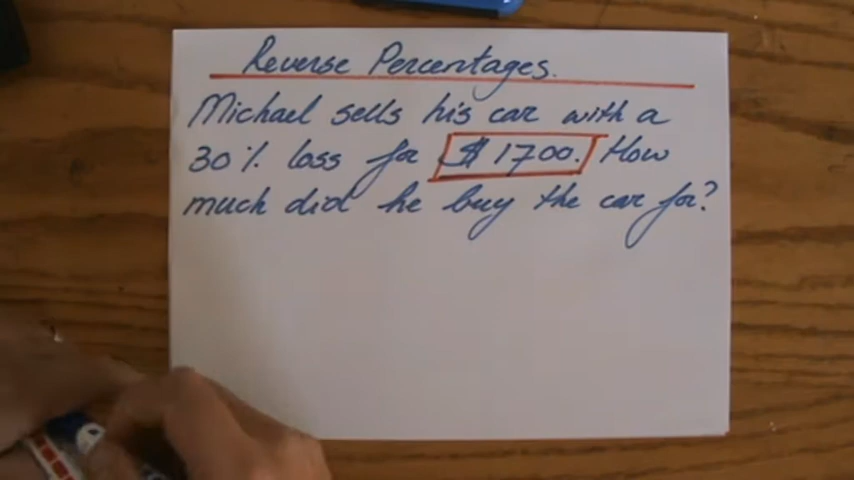 Reverse Percentages.
Michael sells his car with a
30% loss for $1700. How
much did he buy the car for?